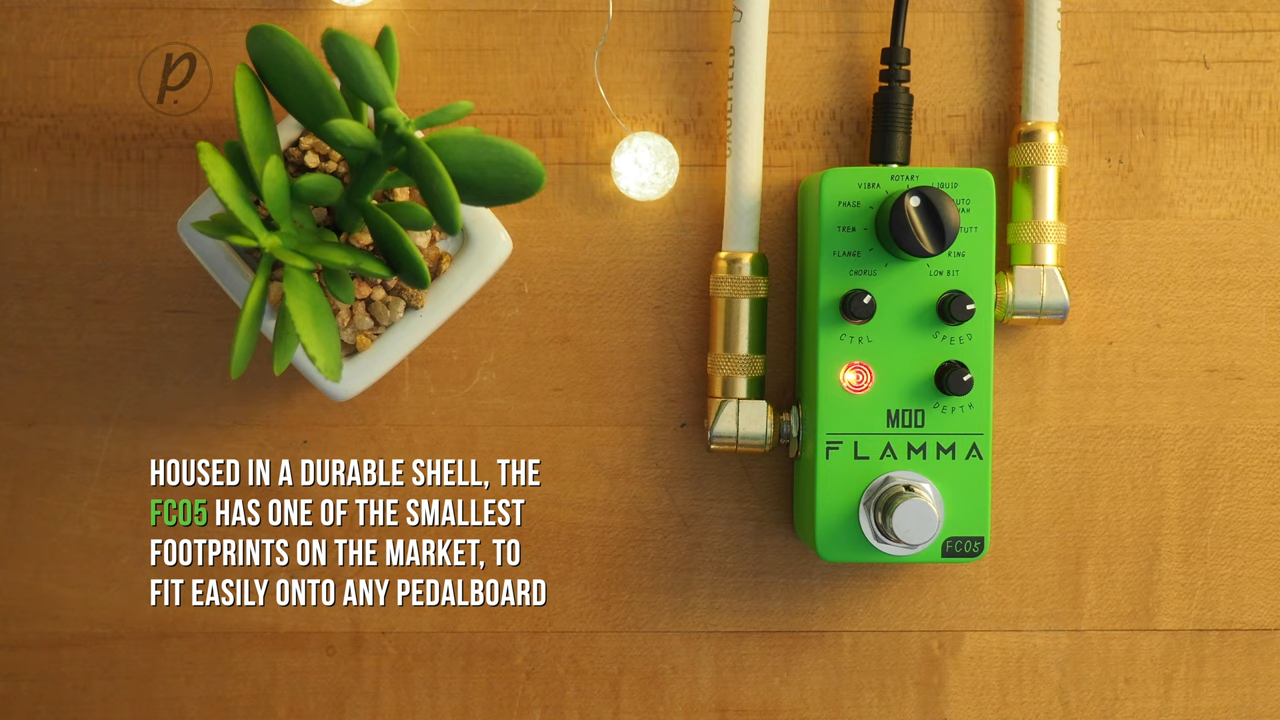 p.
ROTARY
VIBRA
LIQUID
PHASE
TREM
FLANGE
RING
CHORUS
LOW BIT
CTRL
SPEED
DEPTH
MOD
FLAMMA
FC05
HOUSED IN A DURABLE SHELL, THE
FC05 HAS ONE OF THE SMALLEST
FOOTPRINTS ON THE MARKET, TO
FIT EASILY ONTO ANY PEDALBOARD